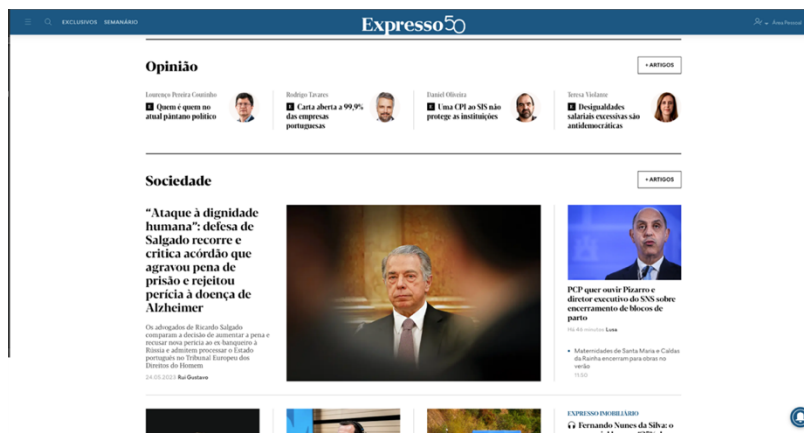 EXCLUSIVOS SEMANÁRIO
Expresso50
Área Pessoal
Opinião
+ ARTIGOS
Lourenço Pereira Coutinho
E Quem é quem no
atual pântano político
Rodrigo Tavares
E Carta aberta a 99,9%
das empresas
portuguesas
Daniel Oliveira
E Uma CPI ao SIS não
protege as instituições
Teresa Violante
E Desigualdades
salariais excessivas são
antidemocráticas
Sociedade
+ ARTIGOS
“Ataque à dignidade
humana”: defesa de
Salgado recorre e
critica acórdão que
agravou pena de
prisão e rejeitou
perícia à doença de
Alzheimer
Os advogados de Ricardo Salgado
comparam a decisão de aumentar a pena e
recusar nova perícia ao ex-banqueiro à
Rússia e admitem processar o Estado
português no Tribunal Europeu dos
Direitos do Homem
24.05.2023 Rui Gustavo
PCP quer ouvir Pizarro e
diretor executivo do SNS sobre
encerramento de blocos de
parto
Há 49 minutos Lusa
• Maternidades de Santa Maria e Caldas
da Rainha encerram para obras no
verão
11:50
EXPRESSO IMOBILIÁRIO
Fernando Nunes da Silva: o